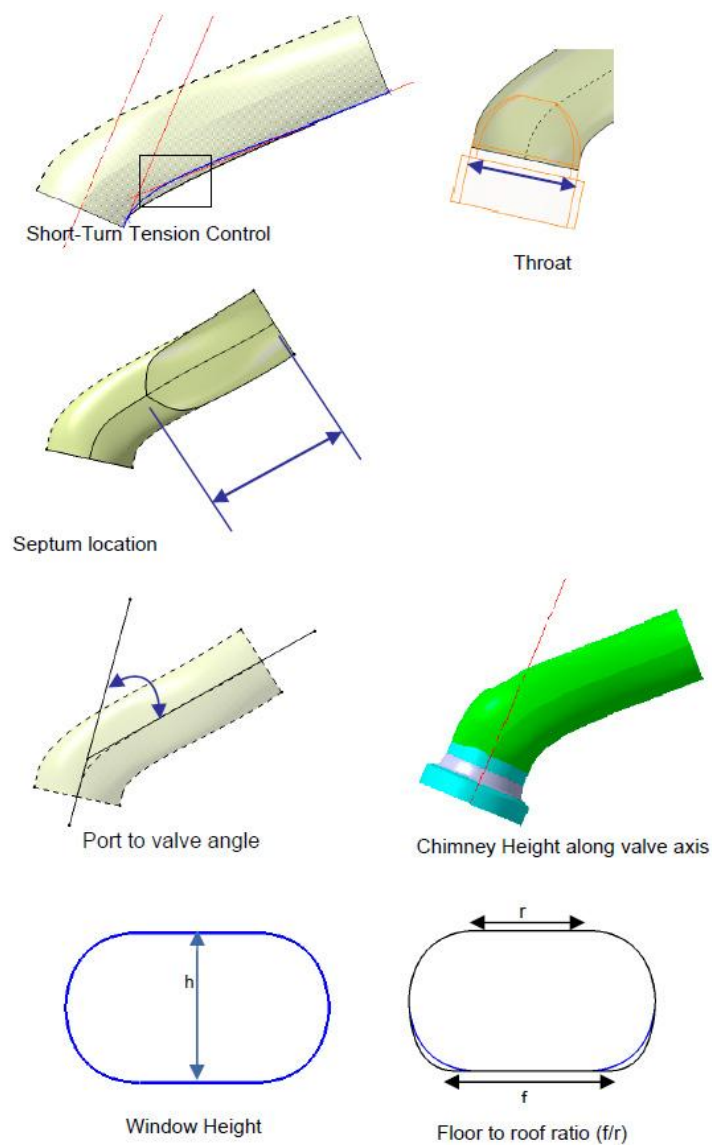 Short-Turn Tension Control
Throat
Septum location
Port to valve angle
Chimney Height along valve axis
h
r
f
Window Height
Floor to roof ratio (f/r)